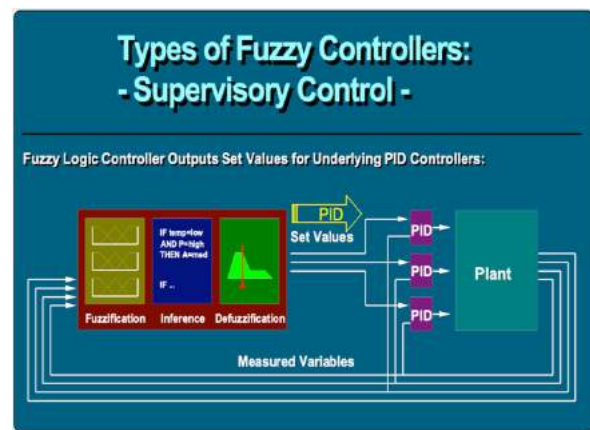 Types of Fuzzy Controllers:
- Supervisory Control -
Fuzzy Logic Controller Outputs Set Values for Underlying PID Controllers:
PID
Set Values
IF temp=low
AND P=high
THEN A=med
IF ...
Fuzzification Inference Defuzzification
PID
PID
PID
Plant
Measured Variables